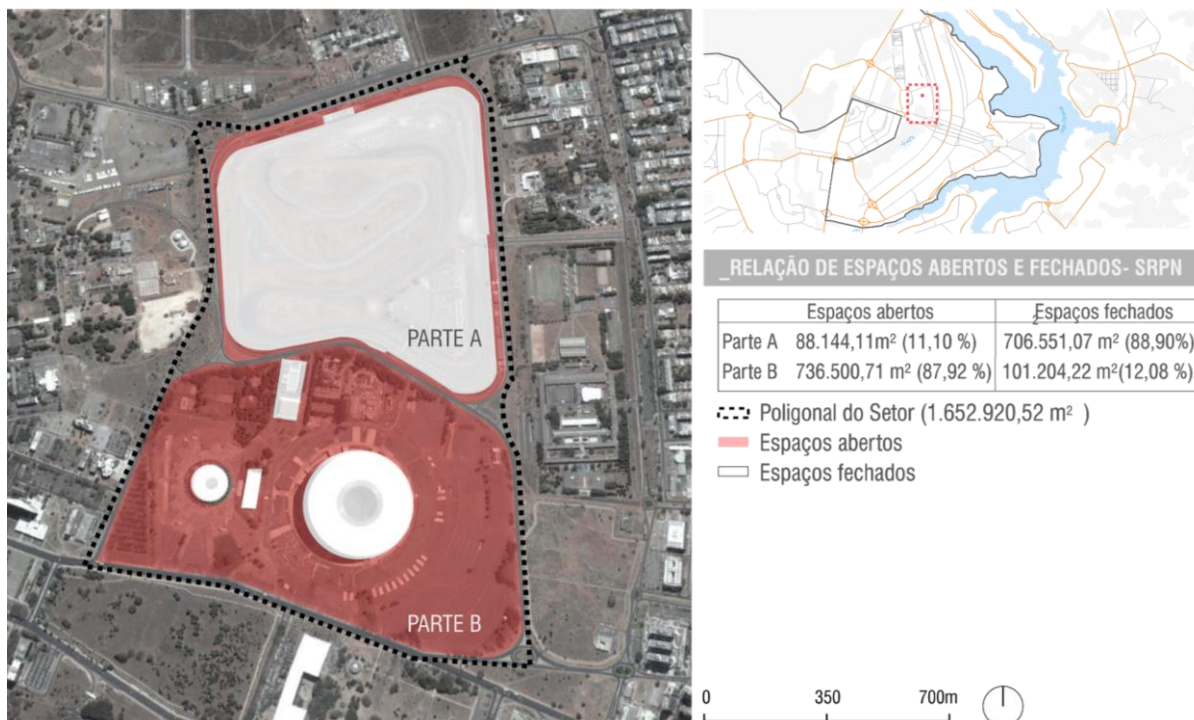 PARTE A
PARTE B
_RELAÇÃO DE ESPAÇOS ABERTOS E FECHADOS- SRPN
Espaços abertos Espaços fechados
Parte A 88.144,11m² (11,10 %) 706.551,07 m² (88,90%)
Parte B 736.500,71 m² (87,92 %) 101.204,22 m²(12,08 %)
Poligonal do Setor (1.652.920,52 m² )
Espaços abertos
Espaços fechados
0 350 700m